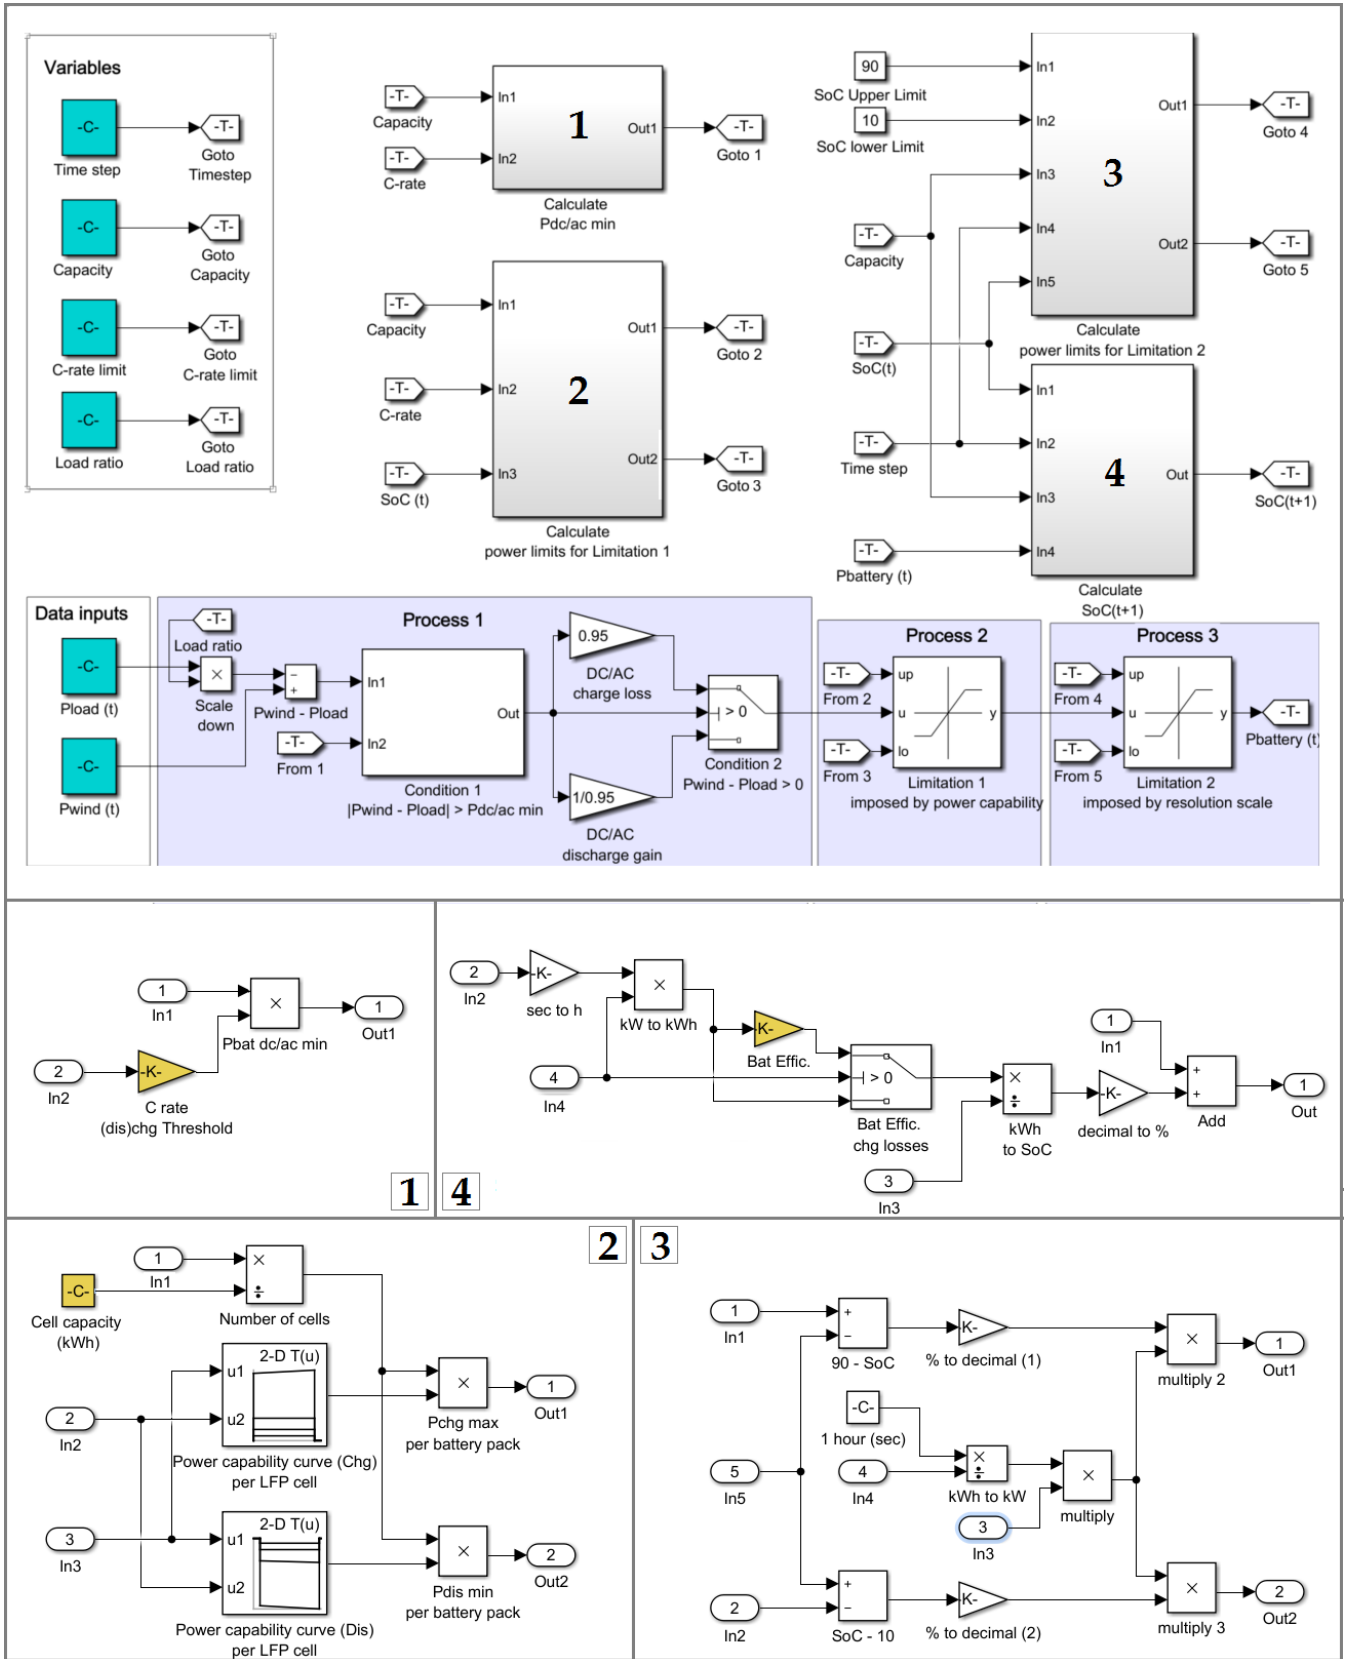 Variables
-C-
-T-
Time step
Goto
Timestep
-C-
-T-
Capacity
Goto
Capacity
-C-
-T-
C-rate limit
Goto
C-rate limit
-C-
-T-
Load ratio
Goto
Load ratio
-T-
Capacity
-T-
C-rate
In1
In2
1
Out1
-T-
Goto 1
Calculate
Pdc/ac min
-T-
Capacity
-T-
C-rate
-T-
SoC (t)
In1
In2
In3
2
Out1
Out2
-T-
Goto 2
-T-
Goto 3
Calculate
power limits for Limitation 1
90
SoC Upper Limit
10
SoC lower Limit
-T-
Capacity
-T-
SoC(t)
-T-
Time step
-T-
Pbattery (t)
In1
In2
In3
In4
In5
3
Out1
Out2
-T-
Goto 4
-T-
Goto 5
Calculate
power limits for Limitation 2
In1
In2
In3
In4
4
Out
-T-
SoC(t+1)
Calculate
SoC(t+1)
Data inputs
-C-
Pload (t)
-C-
Pwind (t)
Process 1
-T-
Load ratio
×
Scale
down
−
+
Pwind - Pload
-T-
From 1
In1
In2
Out
Condition 1
|Pwind - Pload| > Pdc/ac min
0.95
DC/AC
charge loss
1/0.95
DC/AC
discharge gain
> 0
Condition 2
Pwind - Pload > 0
Process 2
-T-
From 2
-T-
From 3
up
u
lo
y
Limitation 1
imposed by power capability
Process 3
-T-
From 4
-T-
From 5
up
u
lo
y
Limitation 2
imposed by resolution scale
-T-
Pbattery (t)
1
In1
2
In2
-K-
C rate
(dis)chg Threshold
×
Pbat dc/ac min
1
Out1
1
4
2
In2
-K-
sec to h
4
In4
×
kW to kWh
-K-
Bat Effic.
> 0
Bat Effic.
chg losses
3
In3
×
÷
kWh
to SoC
-K-
decimal to %
1
In1
+
+
Add
1
Out
2
1
In1
-C-
Cell capacity
(kWh)
×
÷
Number of cells
2
In2
3
In3
2-D T(u)
u1
u2
Power capability curve (Chg)
per LFP cell
2-D T(u)
u1
u2
Power capability curve (Dis)
per LFP cell
×
Pchg max
per battery pack
1
Out1
×
Pdis min
per battery pack
2
Out2
3
1
In1
+
−
90 - SoC
-K-
% to decimal (1)
×
multiply 2
1
Out1
-C-
1 hour (sec)
5
In5
4
In4
×
÷
kWh to kW
3
In3
×
multiply
2
In2
+
−
SoC - 10
-K-
% to decimal (2)
×
multiply 3
2
Out2